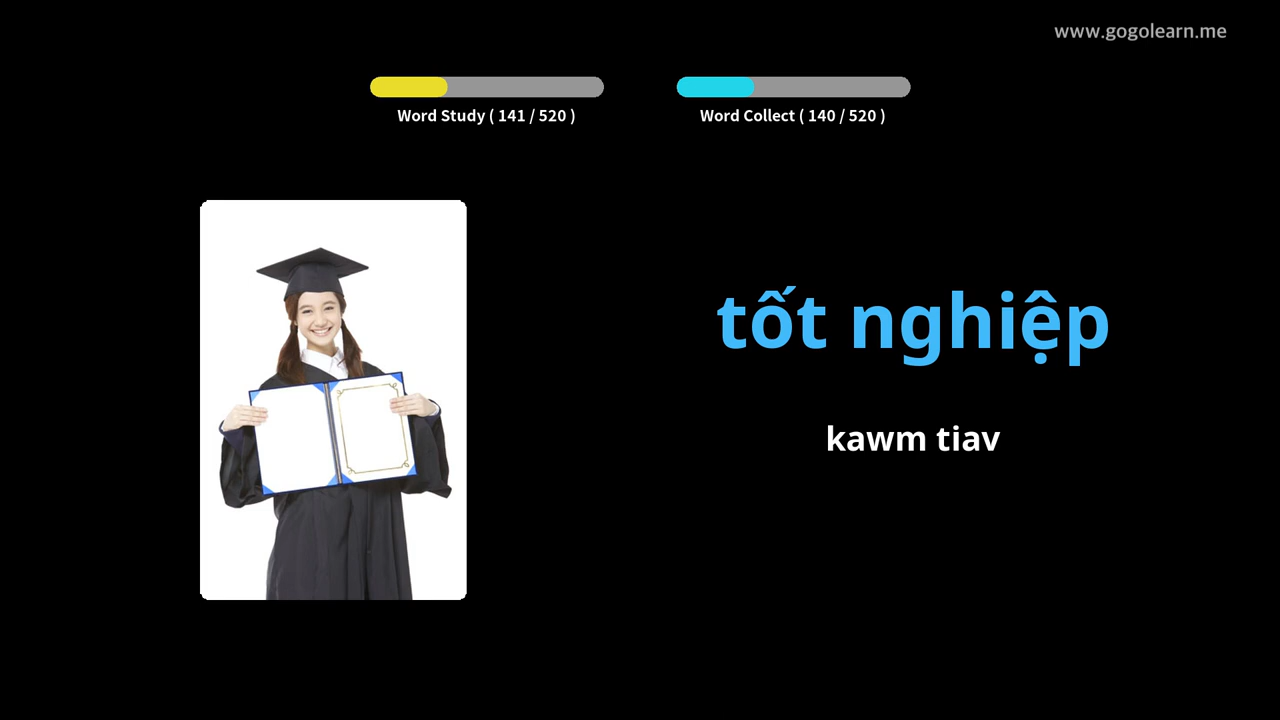 www.gogolearn.me
Word Study ( 141 / 520 )
Word Collect ( 140 / 520 )
tốt nghiệp
kawm tiav